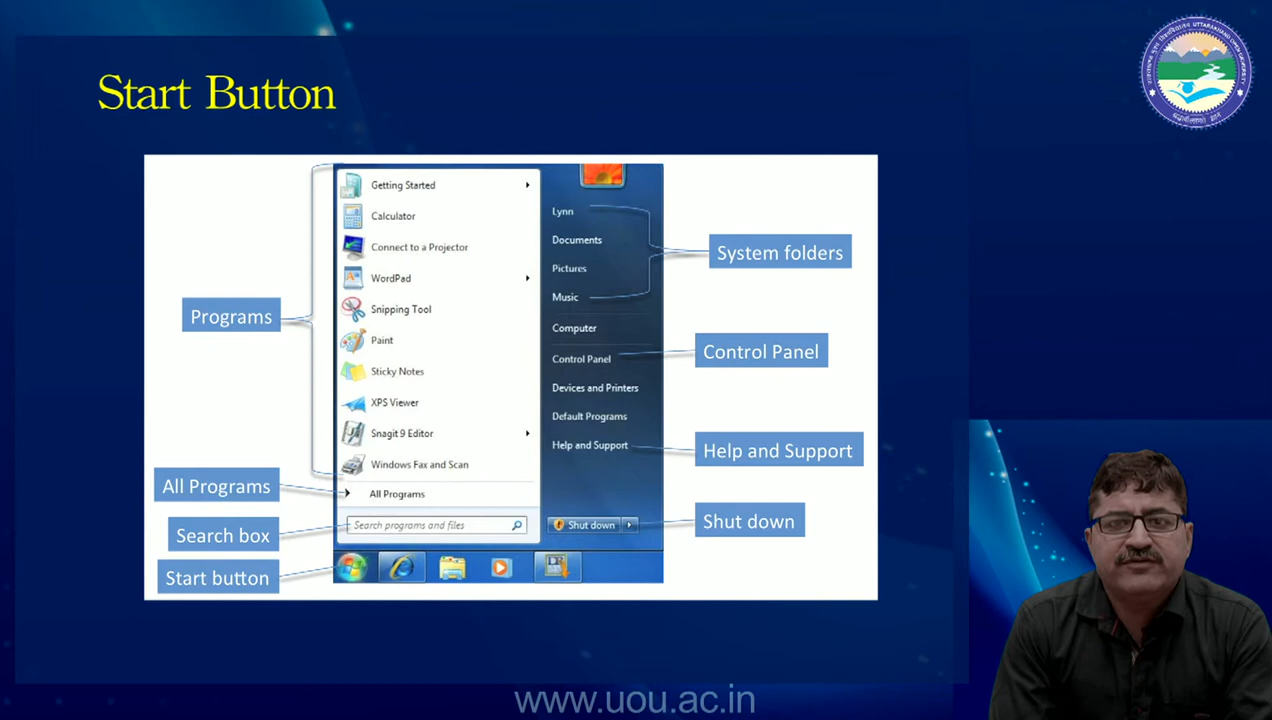 Start Button
UTTARAKHAND OPEN UNIVERSITY
Getting Started
Calculator
Connect to a Projector
WordPad
Snipping Tool
Paint
Sticky Notes
XPS Viewer
Snagit 9 Editor
Windows Fax and Scan
All Programs
Search programs and files
Lynn
Documents
Pictures
Music
Computer
Control Panel
Devices and Printers
Default Programs
Help and Support
Shut down
Programs
All Programs
Search box
Start button
System folders
Control Panel
Help and Support
Shut down
www.uou.ac.in